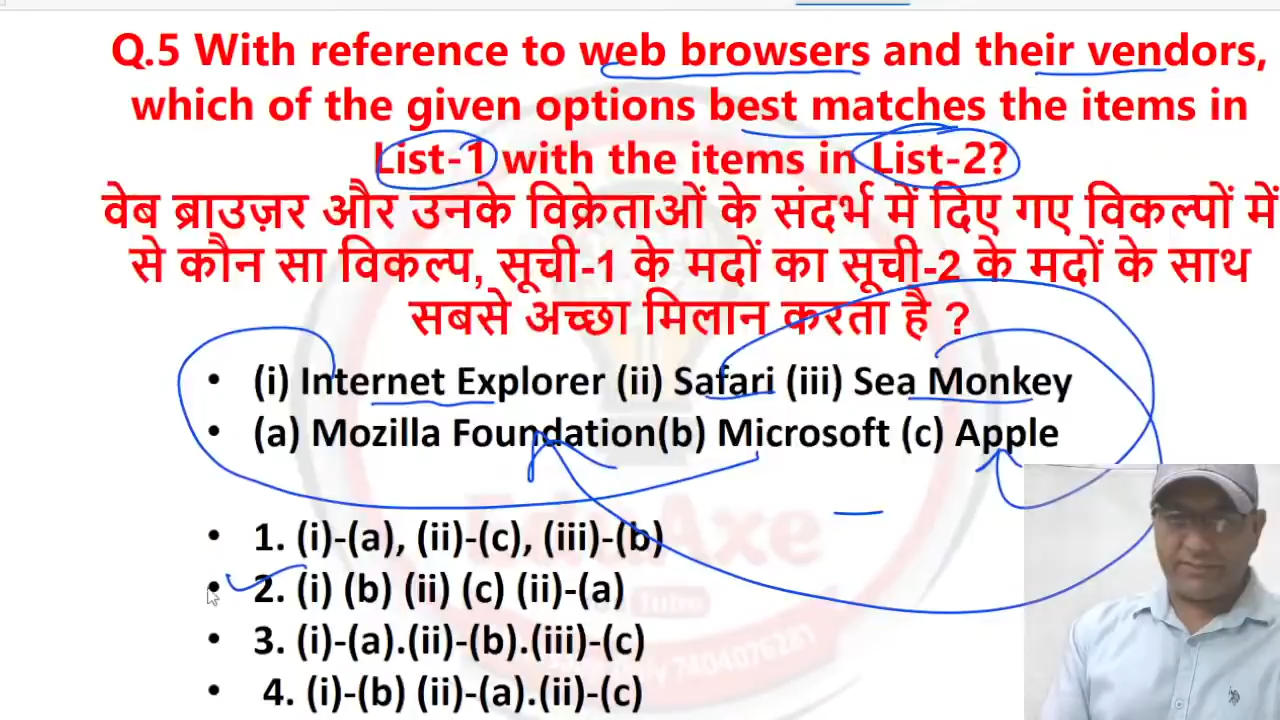 Q.5 With reference to web browsers and their vendors,
which of the given options best matches the items in
List-1 with the items in List-2?
वेब ब्राउज़र और उनके विक्रेताओं के संदर्भ में दिए गए विकल्पों में
से कौन सा विकल्प, सूची-1 के मदों का सूची-2 के मदों के साथ
सबसे अच्छा मिलान करता है ?
• (i) Internet Explorer (ii) Safari (iii) Sea Monkey
• (a) Mozilla Foundation(b) Microsoft (c) Apple
• 1. (i)-(a), (ii)-(c), (iii)-(b)
• 2. (i) (b) (ii) (c) (ii)-(a)
• 3. (i)-(a).(ii)-(b).(iii)-(c)
• 4. (i)-(b) (ii)-(a).(ii)-(c)